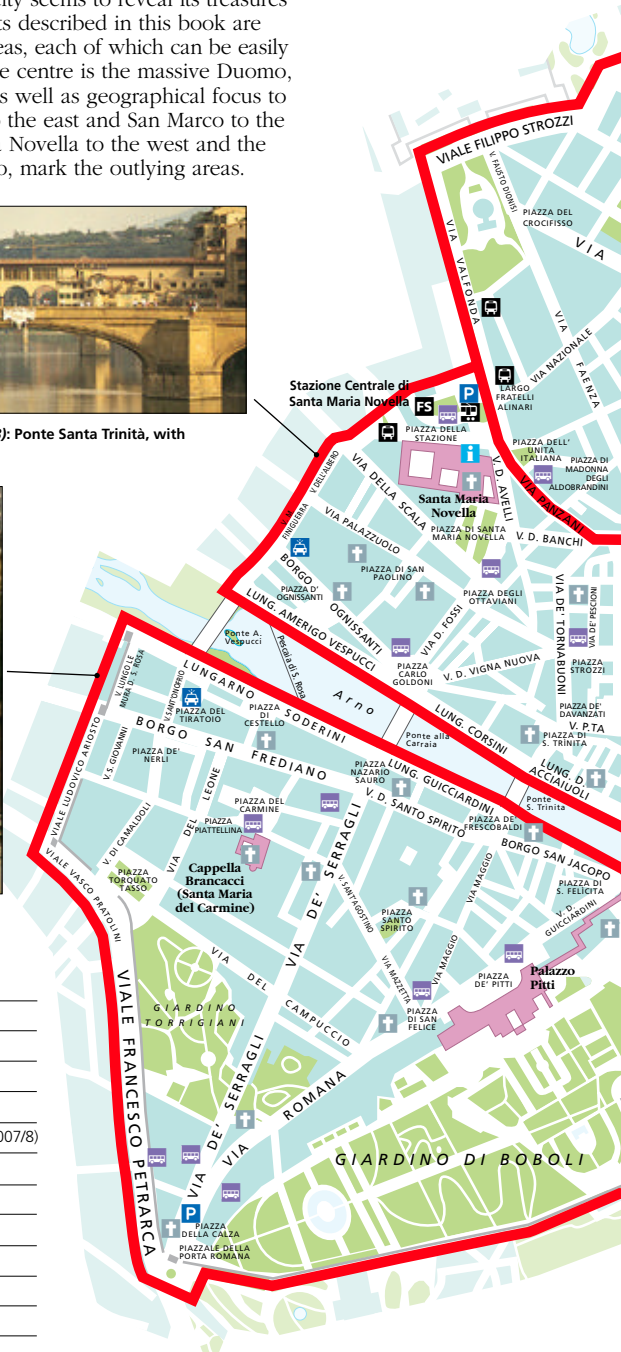 ity seems to reveal its treasures
ts described in this book are
eas, each of which can be easily
e centre is the massive Duomo,
s well as geographical focus to
o the east and San Marco to the
Novella to the west and the
o, mark the outlying areas.
): Ponte Santa Trinità, with
007/8)
VIALE FILIPPO STROZZI
V. FAUSTO DIONISI
PIAZZA DEL
CROCIFISSO
VIA
VIA VALFONDA
VIA FAENZA
VIA NAZIONALE
LARGO
FRATELLI
ALINARI
Stazione Centrale di
Santa Maria Novella
P
FS
PIAZZA DELLA
STAZIONE
i
PIAZZA DELL'
UNITA
ITALIANA
PIAZZA DI
MADONNA
DEGLI
ALDOBRANDINI
V. D. AVELLI
VIA PANZANI
V. D. BANCHI
Santa Maria
Novella
PIAZZA DI SANTA
MARIA NOVELLA
V. DELL'ALBERO
VIA DELLA SCALA
V. M.
FINIGUERRA
VIA PALAZZUOLO
PIAZZA DI SAN
PAOLINO
BORGO OGNISSANTI
PIAZZA D'
OGNISSANTI
PIAZZA DEGLI
OTTAVIANI
VIA DE' TORNABUONI
VIA DE' PESCIONI
LUNG. AMERIGO VESPUCCI
VIA D. FOSSI
PIAZZA
CARLO
GOLDONI
V. D. VIGNA NUOVA
PIAZZA
STROZZI
Ponte A.
Vespucci
Pescaia di S. Rosa
Arno
PIAZZA DE'
DAVANZATI
V. P.TA
PIAZZA DI
S. TRINITA
LUNG. CORSINI
LUNG. D.
ACCIAIUOLI
Ponte alla
Carraia
Ponte
S. Trinita
V. LUNGO LE
MURA D. S. ROSA
V. SANT'ONOFRIO
LUNGARNO SODERINI
PIAZZA DEL
TIRATOIO
PIAZZA
DI
CESTELLO
VIALE LUDOVICO ARIOSTO
V. S. GIOVANNI
BORGO SAN FREDIANO
PIAZZA DE'
NERLI
PIAZZA
NAZARIO
SAURO
LUNG. GUICCIARDINI
V. D. SANTO SPIRITO
PIAZZA DE'
FRESCOBALDI
BORGO SAN JACOPO
VIA DEL LEONE
PIAZZA DEL
CARMINE
PIAZZA
PIATTELLINA
V. DI CAMALDOLI
VIALE VASCO PRATOLINI
PIAZZA
TORQUATO
TASSO
Cappella
Brancacci
(Santa Maria
del Carmine)
VIA DE' SERRAGLI
V. SANT'AGOSTINO
PIAZZA
SANTO
SPIRITO
VIA MAGGIO
PIAZZA DI
S. FELICITA
V. D.
GUICCIARDINI
VIA MAZZETTA
VIA MAGGIO
PIAZZA
DE' PITTI
Palazzo
Pitti
PIAZZA
DI SAN
FELICE
VIA DEL CAMPUCCIO
GIARDINO
TORRIGIANI
VIALE FRANCESCO PETRARCA
VIA DE' SERRAGLI
VIA ROMANA
GIARDINO DI BOBOLI
P
PIAZZA
DELLA CALZA
PIAZZALE DELLA
PORTA ROMANA